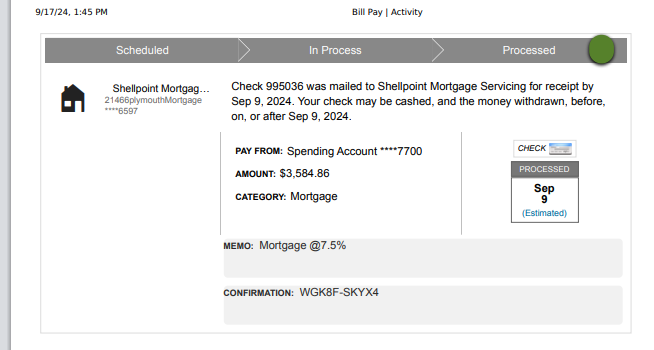 9/17/24, 1:45 PM
Bill Pay | Activity
Scheduled
In Process
Processed
Shellpoint Mortgag...
21466plymouthMortgage
****6597
Check 995036 was mailed to Shellpoint Mortgage Servicing for receipt by
Sep 9, 2024. Your check may be cashed, and the money withdrawn, before,
on, or after Sep 9, 2024.
PAY FROM: Spending Account ****7700
AMOUNT: $3,584.86
CATEGORY: Mortgage
CHECK
PROCESSED
Sep
9
(Estimated)
MEMO: Mortgage @7.5%
CONFIRMATION: WGK8F-SKYX4